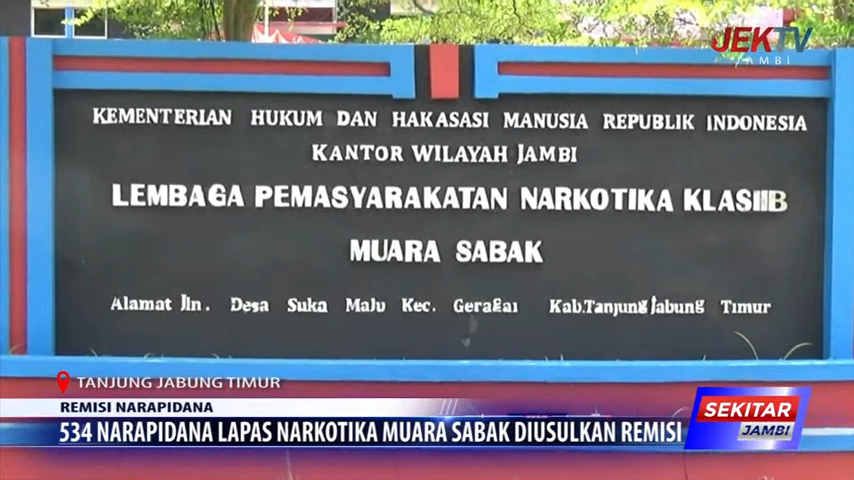 JEKTV
JAMBI
KEMENTERIAN HUKUM DAN HAKASASI MANUSIA REPUBLIK INDONESIA
KANTOR WILAYAH JAMBI
LEMBAGA PEMASYARAKATAN NARKOTIKA KLASIIB
MUARA SABAK
Alamat Jln. Desa Suka Maju Kec. Geragai Kab.Tanjung Jabung Timur
TANJUNG JABUNG TIMUR
REMISI NARAPIDANA
534 NARAPIDANA LAPAS NARKOTIKA MUARA SABAK DIUSULKAN REMISI
SEKITAR
JAMBI